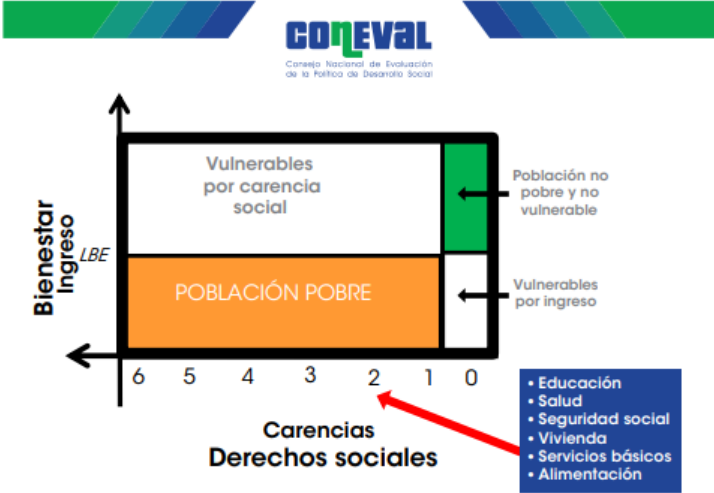 CONEVAL
Consejo Nacional de Evaluación
de la Política de Desarrollo Social
Vulnerables
por carencia
social
Población no
pobre y no
vulnerable
Bienestar
Ingreso
LBE
POBLACIÓN POBRE
Vulnerables
por ingreso
6 5 4 3 2 1 0
Carencias
Derechos sociales
• Educación
• Salud
• Seguridad social
• Vivienda
• Servicios básicos
• Alimentación